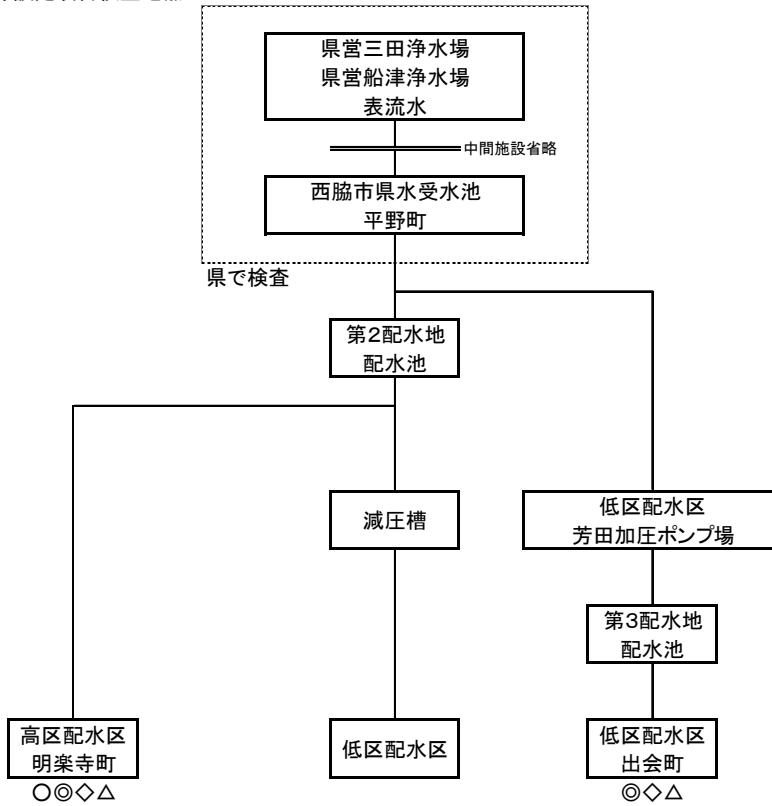 県営三田浄水場
県営船津浄水場
表流水
中間施設省略
西脇市県水受水池
平野町
県で検査
第2配水地
配水池
減圧槽
低区配水区
芳田加圧ポンプ場
第3配水地
配水池
高区配水区
明楽寺町
低区配水区
低区配水区
出会町
○◎◇△
◎◇△